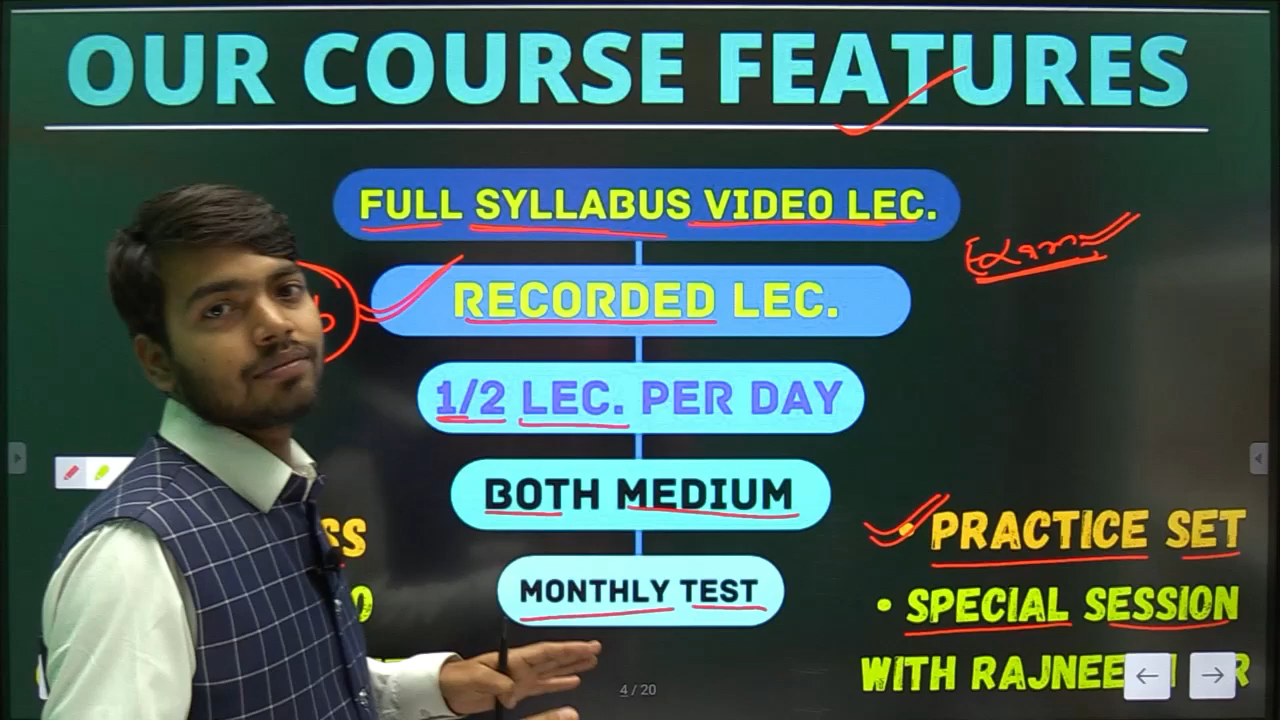 OUR COURSE FEATURES
FULL SYLLABUS VIDEO LEC.
Exam
RECORDED LEC.
1/2 LEC. PER DAY
BOTH MEDIUM
MONTHLY TEST
• PRACTICE SET
• SPECIAL SESSION
WITH
4 / 20